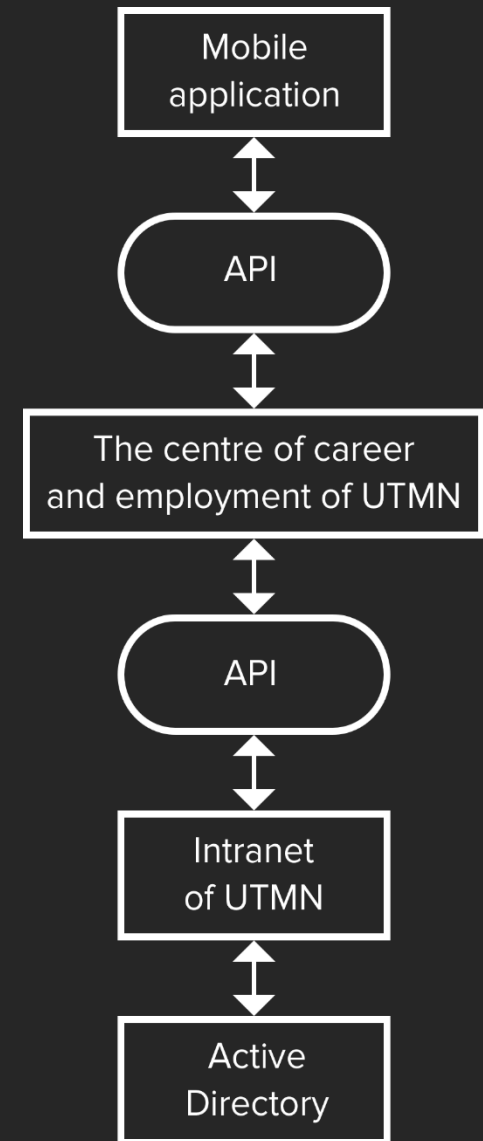 Mobile
application
API
The centre of career
and employment of UTMN
API
Intranet
of UTMN
Active
Directory